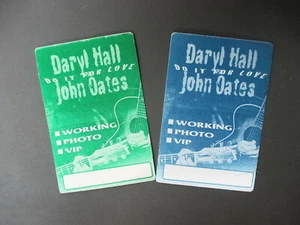 Daryl Hall
DO IT FOR LOVE
John Oates
WORKING
PHOTO
VIP
Daryl Hall
DO IT FOR LOVE
John Oates
WORKING
PHOTO
VIP